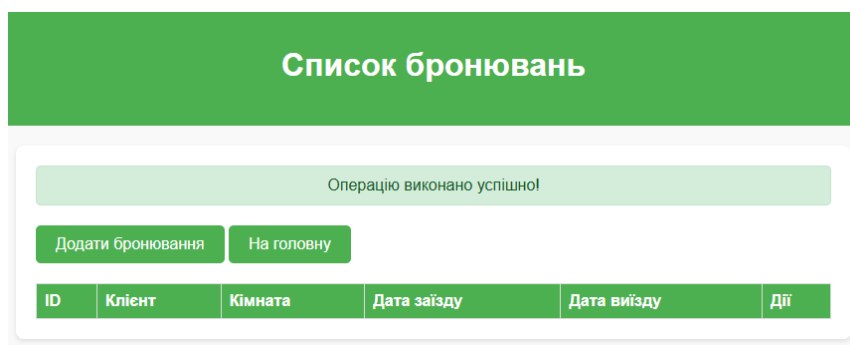 Список бронювань
Операцію виконано успішно!
Додати бронювання На головну
ID Клієнт Кімната Дата заїзду Дата виїзду Дії